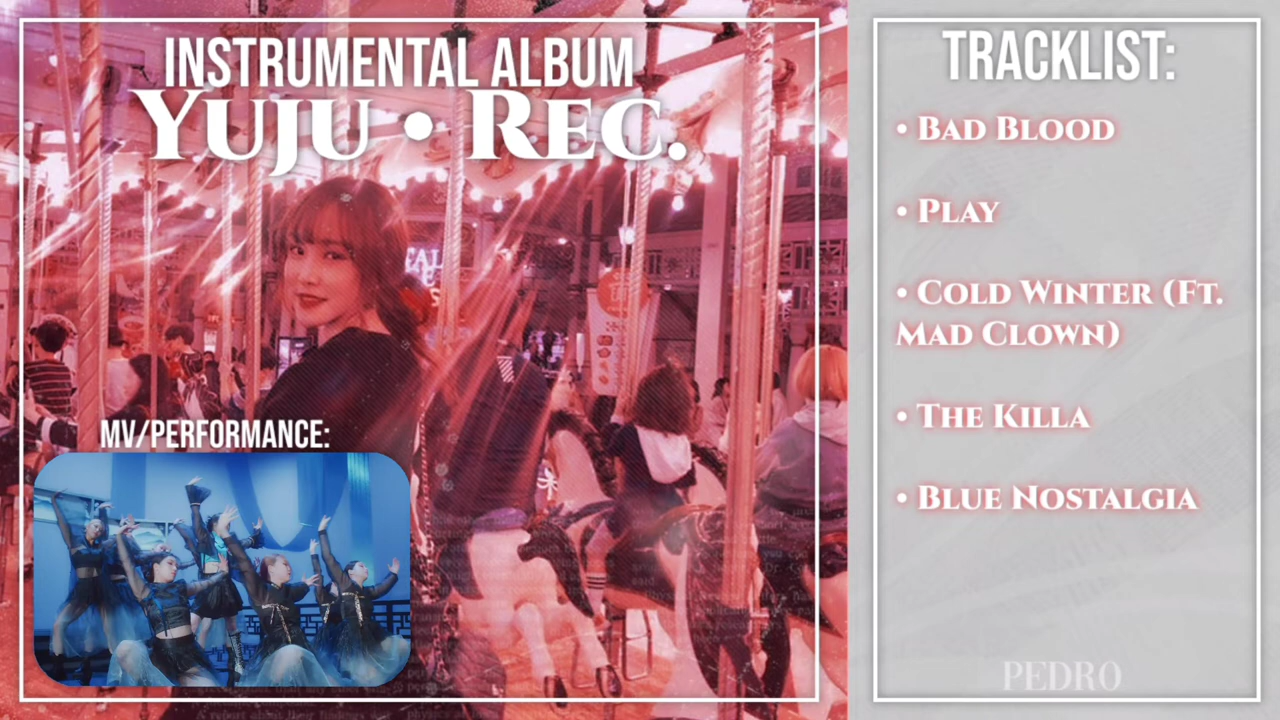 INSTRUMENTAL ALBUM
YUJU • REC.
MV/PERFORMANCE:
TRACKLIST:
• BAD BLOOD
• PLAY
• COLD WINTER (FT.
MAD CLOWN)
• THE KILLA
• BLUE NOSTALGIA
PEDRO